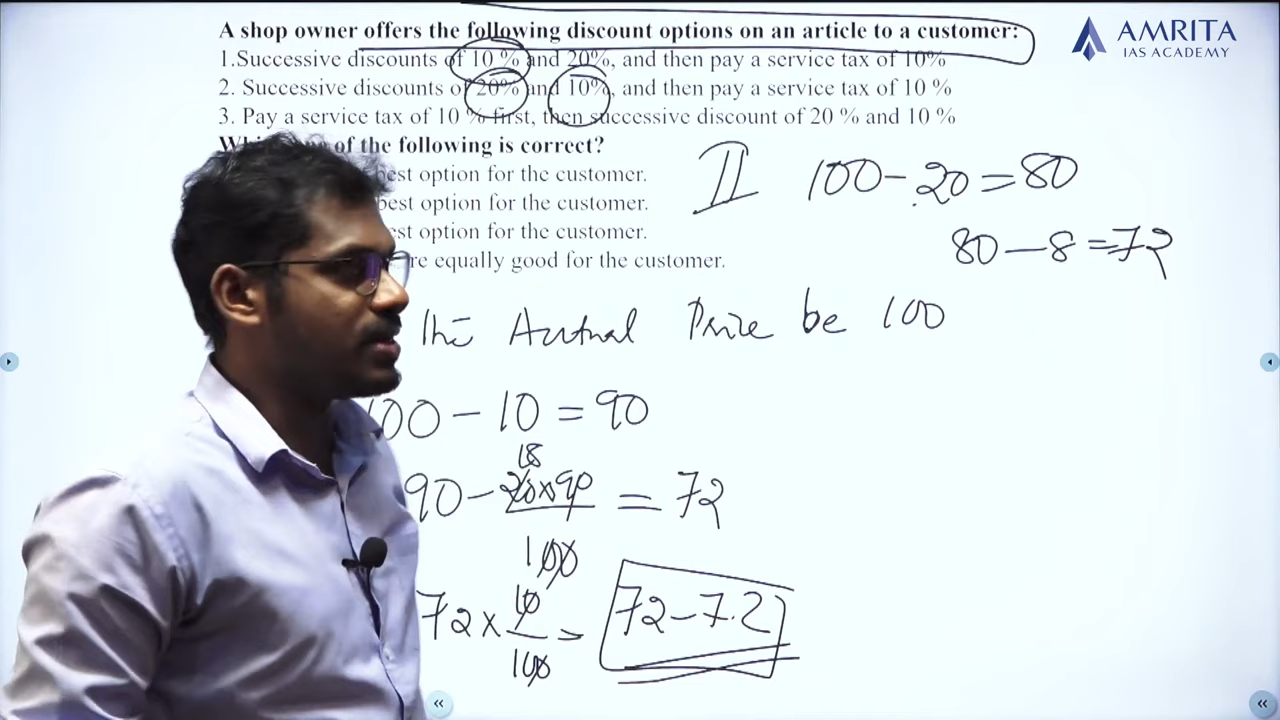 A shop owner offers the following discount options on an article to a customer:
1.Successive discounts of 10 % and 20%, and then pay a service tax of 10%
2. Successive discounts of 20% and 10%, and then pay a service tax of 10 %
3. Pay a service tax of 10 % first, then successive discount of 20 % and 10 %
of the following is correct?
best option for the customer.
best option for the customer.
est option for the customer.
re equally good for the customer.
AMRITA
IAS ACADEMY
II 100 - 20 = 80
80 - 8 = 72
the Actual Price be 100
100 - 10 = 90
18
90 - 20x90 = 72
100
72 x 10 = 72-7.2
100